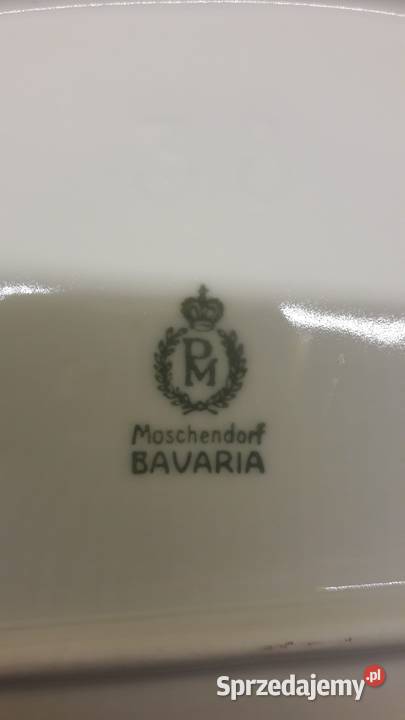 PM
Moschendorf
BAVARIA
Sprzedajemy.pl